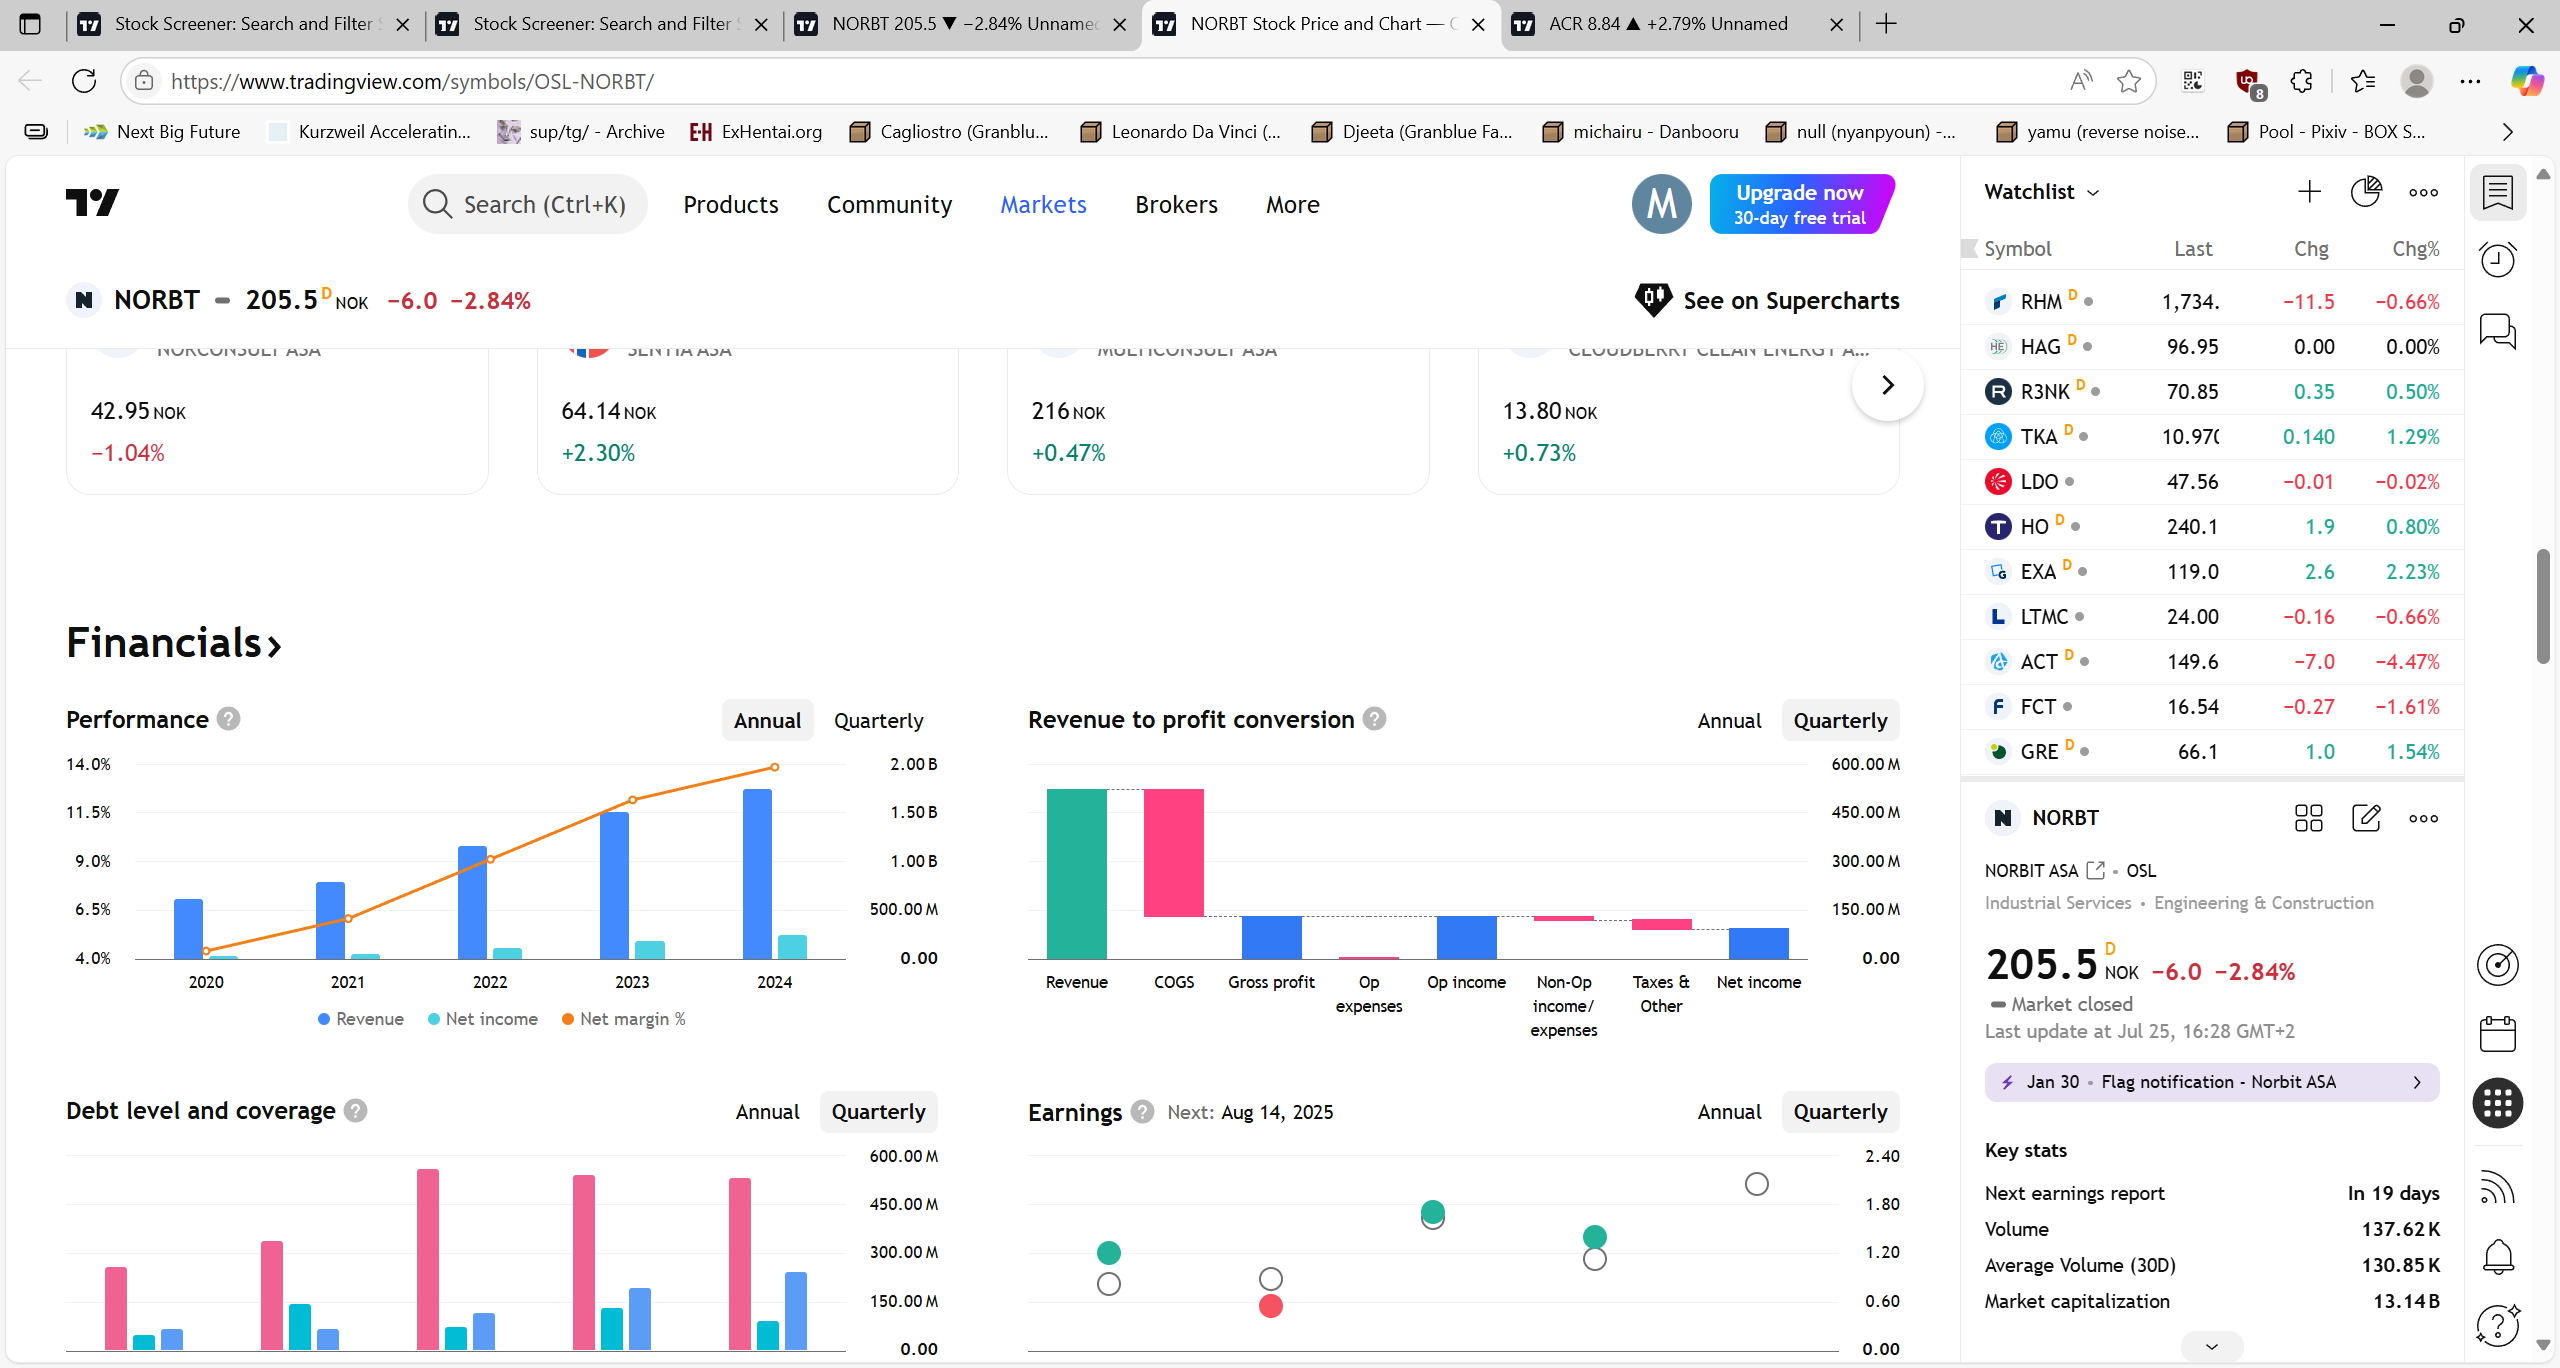 Stock Screener: Search and Filter S
Stock Screener: Search and Filter S
NORBT 205.5 ▼ −2.84% Unnamed
NORBT Stock Price and Chart — O
ACR 8.84 ▲ +2.79% Unnamed
https://www.tradingview.com/symbols/OSL-NORBT/
8
Next Big Future
Kurzweil Acceleratin...
sup/tg/ - Archive
E-H ExHentai.org
Cagliostro (Granblu...
Leonardo Da Vinci (...
Djeeta (Granblue Fa...
michairu - Danbooru
null (nyanpyoun) -...
yamu (reverse noise...
Pool - Pixiv - BOX S...
Search (Ctrl+K)
Products
Community
Markets
Brokers
More
M
Upgrade now
30-day free trial
N NORBT 205.5 D NOK −6.0 −2.84%
See on Supercharts
NORCONSULT ASA
42.95 NOK
−1.04%
SENTIA ASA
64.14 NOK
+2.30%
MULTICONSULT ASA
216 NOK
+0.47%
CLOUDBERRY CLEAN ENERGY A...
13.80 NOK
+0.73%
Financials ›
Performance ?
Annual Quarterly
14.0%
11.5%
9.0%
6.5%
4.0%
2.00 B
1.50 B
1.00 B
500.00 M
0.00
2020 2021 2022 2023 2024
Revenue Net income Net margin %
Revenue to profit conversion ?
Annual Quarterly
600.00 M
450.00 M
300.00 M
150.00 M
0.00
Revenue
COGS
Gross profit
Op
expenses
Op income
Non-Op
income/
expenses
Taxes &
Other
Net income
Debt level and coverage ?
Annual Quarterly
600.00 M
450.00 M
300.00 M
150.00 M
0.00
Earnings ? Next: Aug 14, 2025
Annual Quarterly
2.40
1.80
1.20
0.60
0.00
Watchlist
Symbol Last Chg Chg%
RHM D 1,734. −11.5 −0.66%
HAG D 96.95 0.00 0.00%
R3NK D 70.85 0.35 0.50%
TKA D 10.970 0.140 1.29%
LDO 47.56 −0.01 −0.02%
HO D 240.1 1.9 0.80%
EXA D 119.0 2.6 2.23%
LTMC 24.00 −0.16 −0.66%
ACT D 149.6 −7.0 −4.47%
FCT 16.54 −0.27 −1.61%
GRE D 66.1 1.0 1.54%
N NORBT
NORBIT ASA • OSL
Industrial Services • Engineering & Construction
205.5 D NOK −6.0 −2.84%
Market closed
Last update at Jul 25, 16:28 GMT+2
Jan 30 • Flag notification - Norbit ASA
Key stats
Next earnings report In 19 days
Volume 137.62 K
Average Volume (30D) 130.85 K
Market capitalization 13.14 B